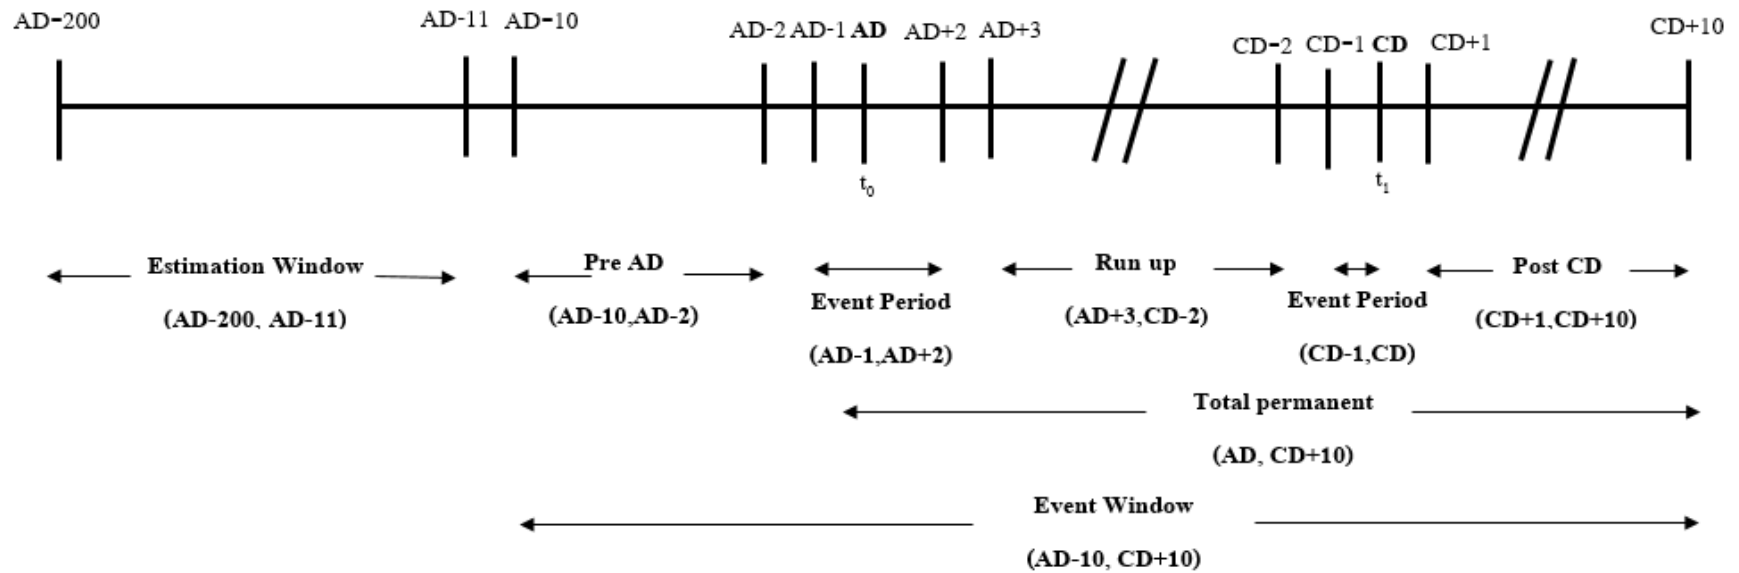 AD-200 AD-11 AD-10 AD-2 AD-1 AD AD+2 AD+3 CD-2 CD-1 CD CD+1 CD+10
t0 t1
Estimation Window Pre AD Run up Post CD
(AD-200, AD-11) (AD-10,AD-2) Event Period (AD+3,CD-2) Event Period (CD+1,CD+10)
(AD-1,AD+2) (CD-1,CD)
Total permanent
(AD, CD+10)
Event Window
(AD-10, CD+10)